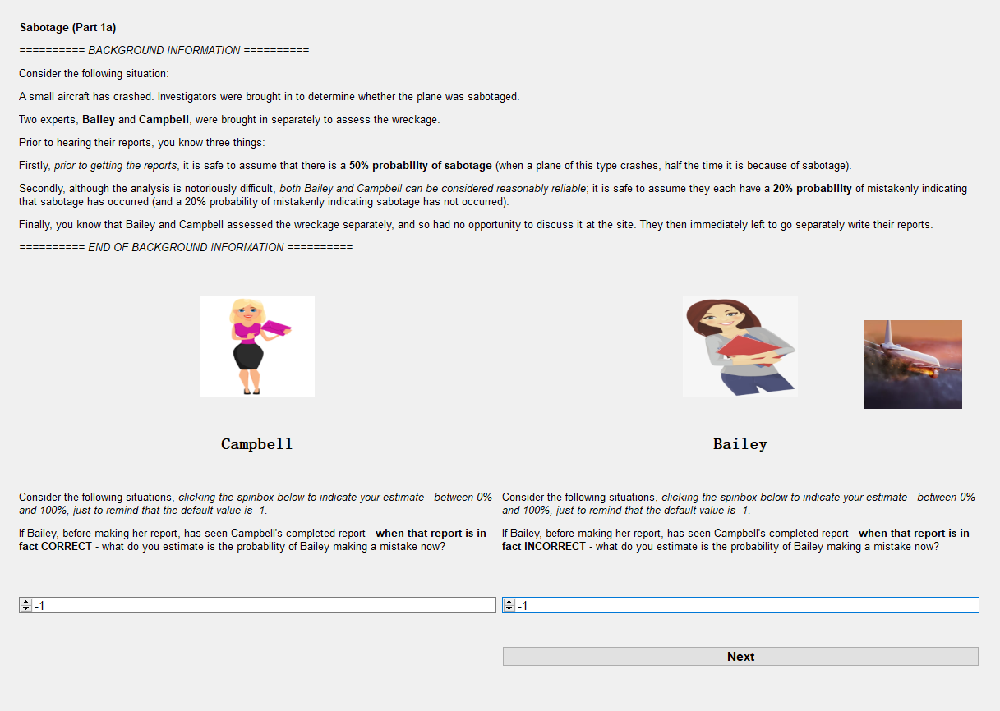 Sabotage (Part 1a)
========== BACKGROUND INFORMATION ==========
Consider the following situation:
A small aircraft has crashed. Investigators were brought in to determine whether the plane was sabotaged.
Two experts, Bailey and Campbell, were brought in separately to assess the wreckage.
Prior to hearing their reports, you know three things:
Firstly, prior to getting the reports, it is safe to assume that there is a 50% probability of sabotage (when a plane of this type crashes, half the time it is because of sabotage).
Secondly, although the analysis is notoriously difficult, both Bailey and Campbell can be considered reasonably reliable; it is safe to assume they each have a 20% probability of mistakenly indicating
that sabotage has occurred (and a 20% probability of mistakenly indicating sabotage has not occurred).
Finally, you know that Bailey and Campbell assessed the wreckage separately, and so had no opportunity to discuss it at the site. They then immediately left to go separately write their reports.
========== END OF BACKGROUND INFORMATION ==========
Campbell
Bailey
Consider the following situations, clicking the spinbox below to indicate your estimate - between 0%
and 100%, just to remind that the default value is -1.
If Bailey, before making her report, has seen Campbell's completed report - when that report is in
fact CORRECT - what do you estimate is the probability of Bailey making a mistake now?
-1
Consider the following situations, clicking the spinbox below to indicate your estimate - between 0%
and 100%, just to remind that the default value is -1.
If Bailey, before making her report, has seen Campbell's completed report - when that report is in
fact INCORRECT - what do you estimate is the probability of Bailey making a mistake now?
-1
Next